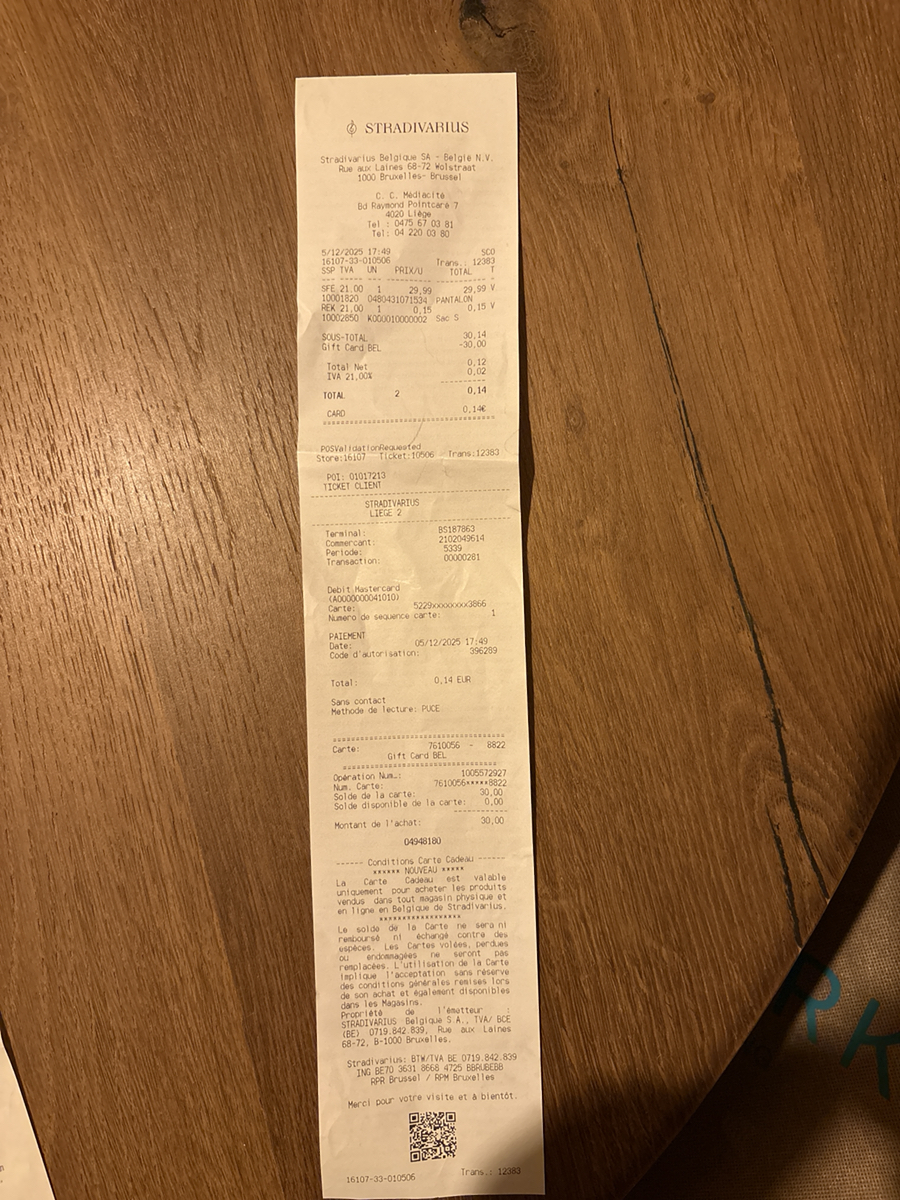 STRADIVARIUS
Stradivarius Belgique SA - België N.V.
Rue aux Laines 68-72 Wolstraat
1000 Bruxelles- Brussel
C. C. Médiacité
Bd Raymond Pointcaré 7
4020 Liège
Tel : 0475 67 03 81
Tel: 04 220 03 80
5/12/2025 17:49 SCO
16107-33-010506 Trans.: 12383
SSP TVA UN PRIX/U TOTAL T
SFE 21.00 1 29,99 29,99 V
10001820 0480431071534 PANTALON
REK 21,00 1 0,15 0,15 V
10002850 K000010000002 Sac S
SOUS-TOTAL 30,14
Gift Card BEL -30,00
Total Net 0,12
IVA 21,00% 0,02
TOTAL 2 0,14
CARD 0,14€
POSValidationRequested
Store:16107 Ticket:10506 Trans:12383
POI: 01017213
TICKET CLIENT
STRADIVARIUS
LIEGE 2
Terminal: BS187863
Commercant: 2102049614
Periode: 5339
Transaction: 00000281
Debit Mastercard
(A0000000041010)
Carte: 5229xxxxxxxx3866
Numero de sequence carte: 1
PAIEMENT
Date: 05/12/2025 17:49
Code d'autorisation: 396289
Total: 0,14 EUR
Sans contact
Methode de lecture: PUCE
Carte: 7610056 - 8822
Gift Card BEL
Opération Num.: 1005572927
Num. Carte: 7610056*****8822
Solde de la carte: 30,00
Solde disponible de la carte: 0,00
Montant de l'achat: 30,00
04948180
------ Conditions Carte Cadeau ------
****** NOUVEAU *****
La Carte Cadeau est valable
uniquement pour acheter les produits
vendus dans tout magasin physique et
en ligne en Belgique de Stradivarius.
*****************
Le solde de la Carte ne sera ni
remboursé ni échangé contre des
espèces. Les Cartes volées, perdues
ou endommagées ne seront pas
remplacées. L'utilisation de la Carte
implique l'acceptation sans réserve
des conditions générales remises lors
de son achat et également disponibles
dans les Magasins.
Propriété de l'émetteur :
STRADIVARIUS Belgique S.A., TVA/ BCE
(BE) 0719.842.839, Rue aux Laines
68-72, B-1000 Bruxelles.
Stradivarius: BTW/TVA BE 0719.842.839
ING BE70 3631 8668 4725 BBRUBEBB
RPR Brussel / RPM Bruxelles
Merci pour votre visite et à bientôt.
16107-33-010506 Trans.: 12383
RK